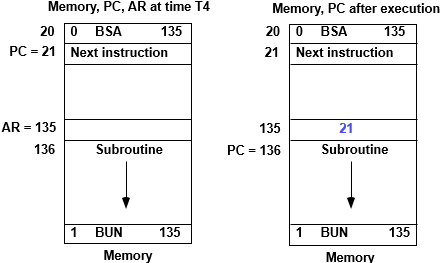 Memory, PC, AR at time T4
20 0 BSA 135
PC = 21 Next instruction
AR = 135
136 Subroutine
1 BUN 135
Memory
Memory, PC after execution
20 0 BSA 135
21 Next instruction
135 21
PC = 136 Subroutine
1 BUN 135
Memory